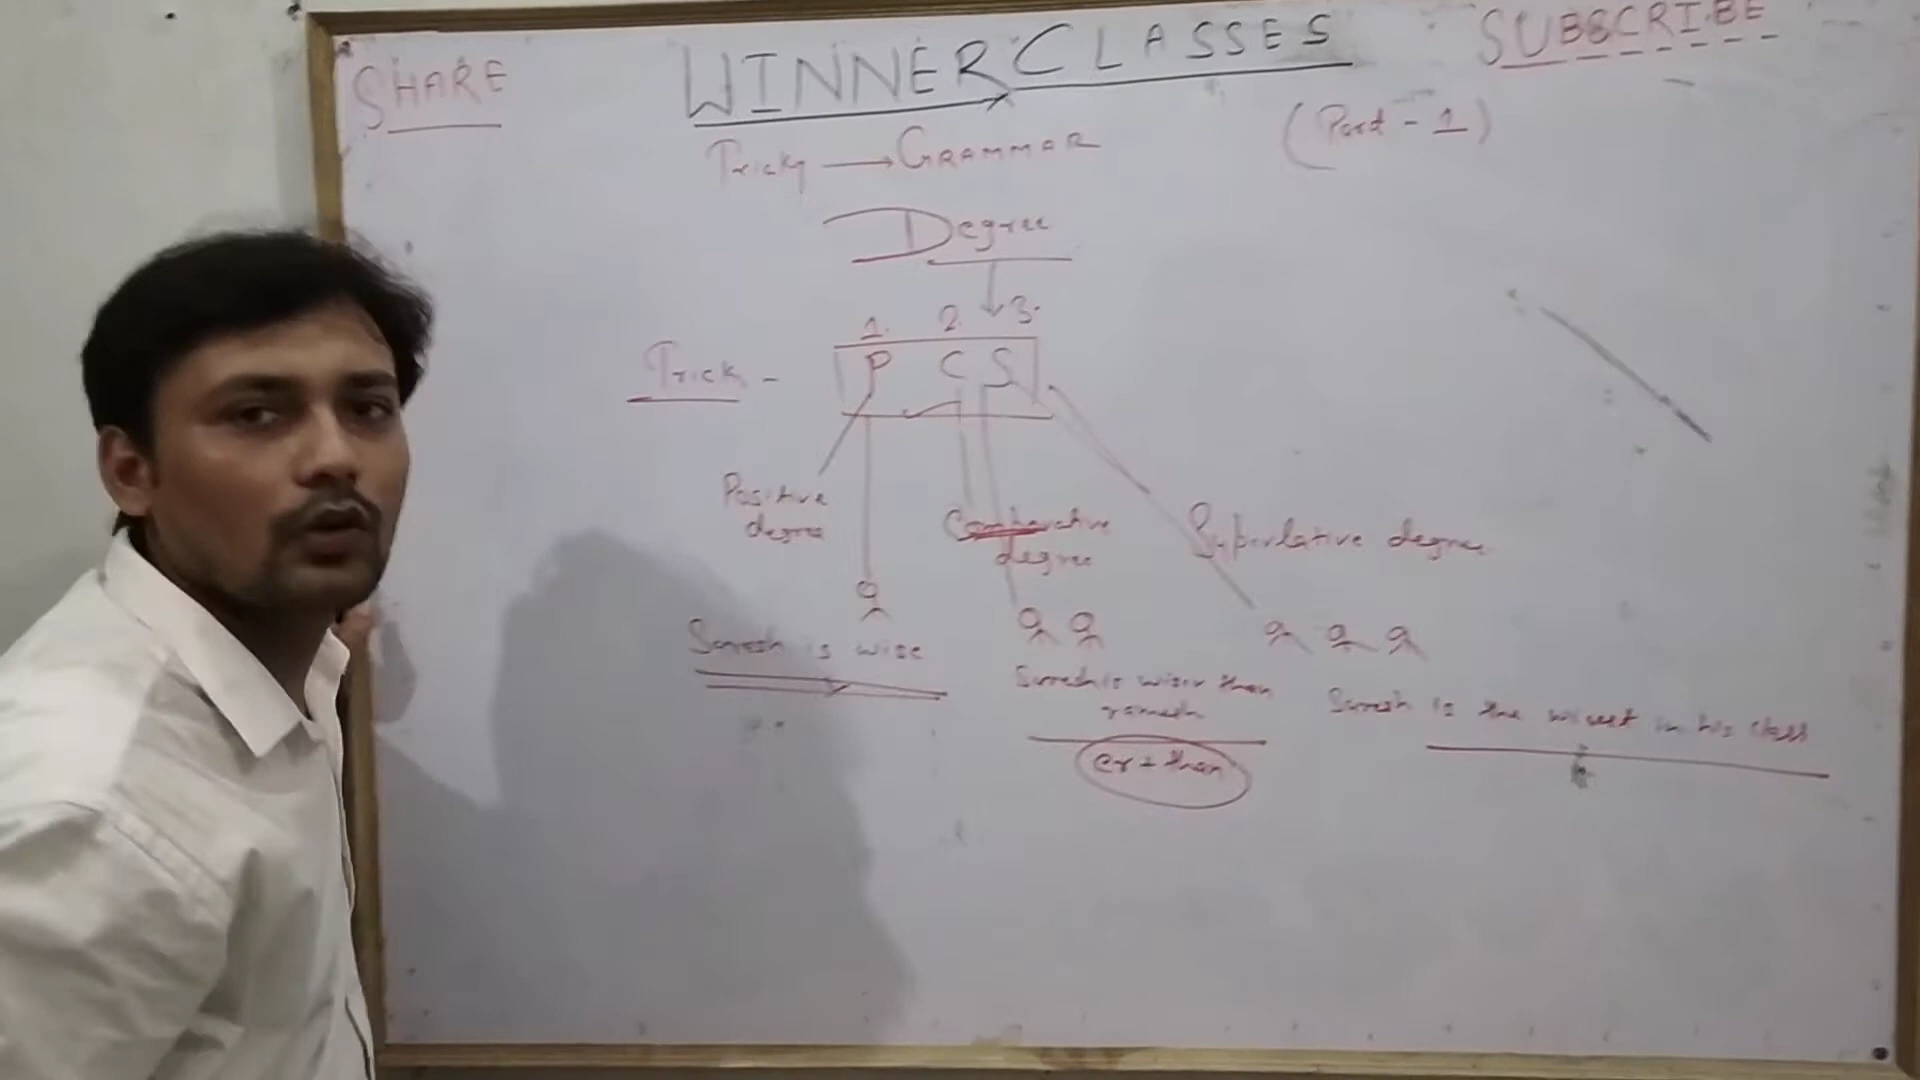 SHARE
WINNER CLASSES
SUBSCRIBE
Tricky → GRAMMAR
(Part - 1)
Degree
1. 2. 3.
Trick - P C S
Positive
degree
Comparative
degree
Superlative degree
Suresh is wise
Suresh is wiser than
ramesh
Suresh is the wisest in his class
er + than